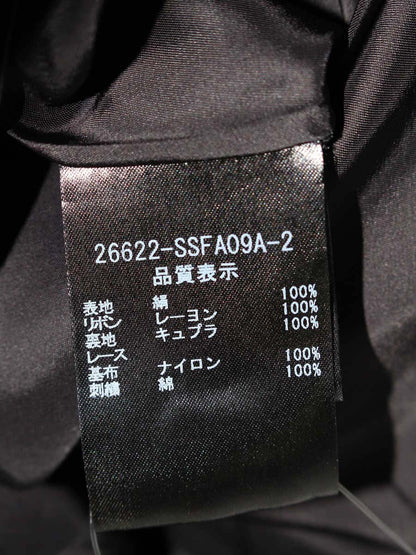 26622-SSFA09A-2
品質表示
表地 絹 100%
リボン レーヨン 100%
裏地 キュプラ 100%
レース
基布 ナイロン 100%
刺繍 綿 100%